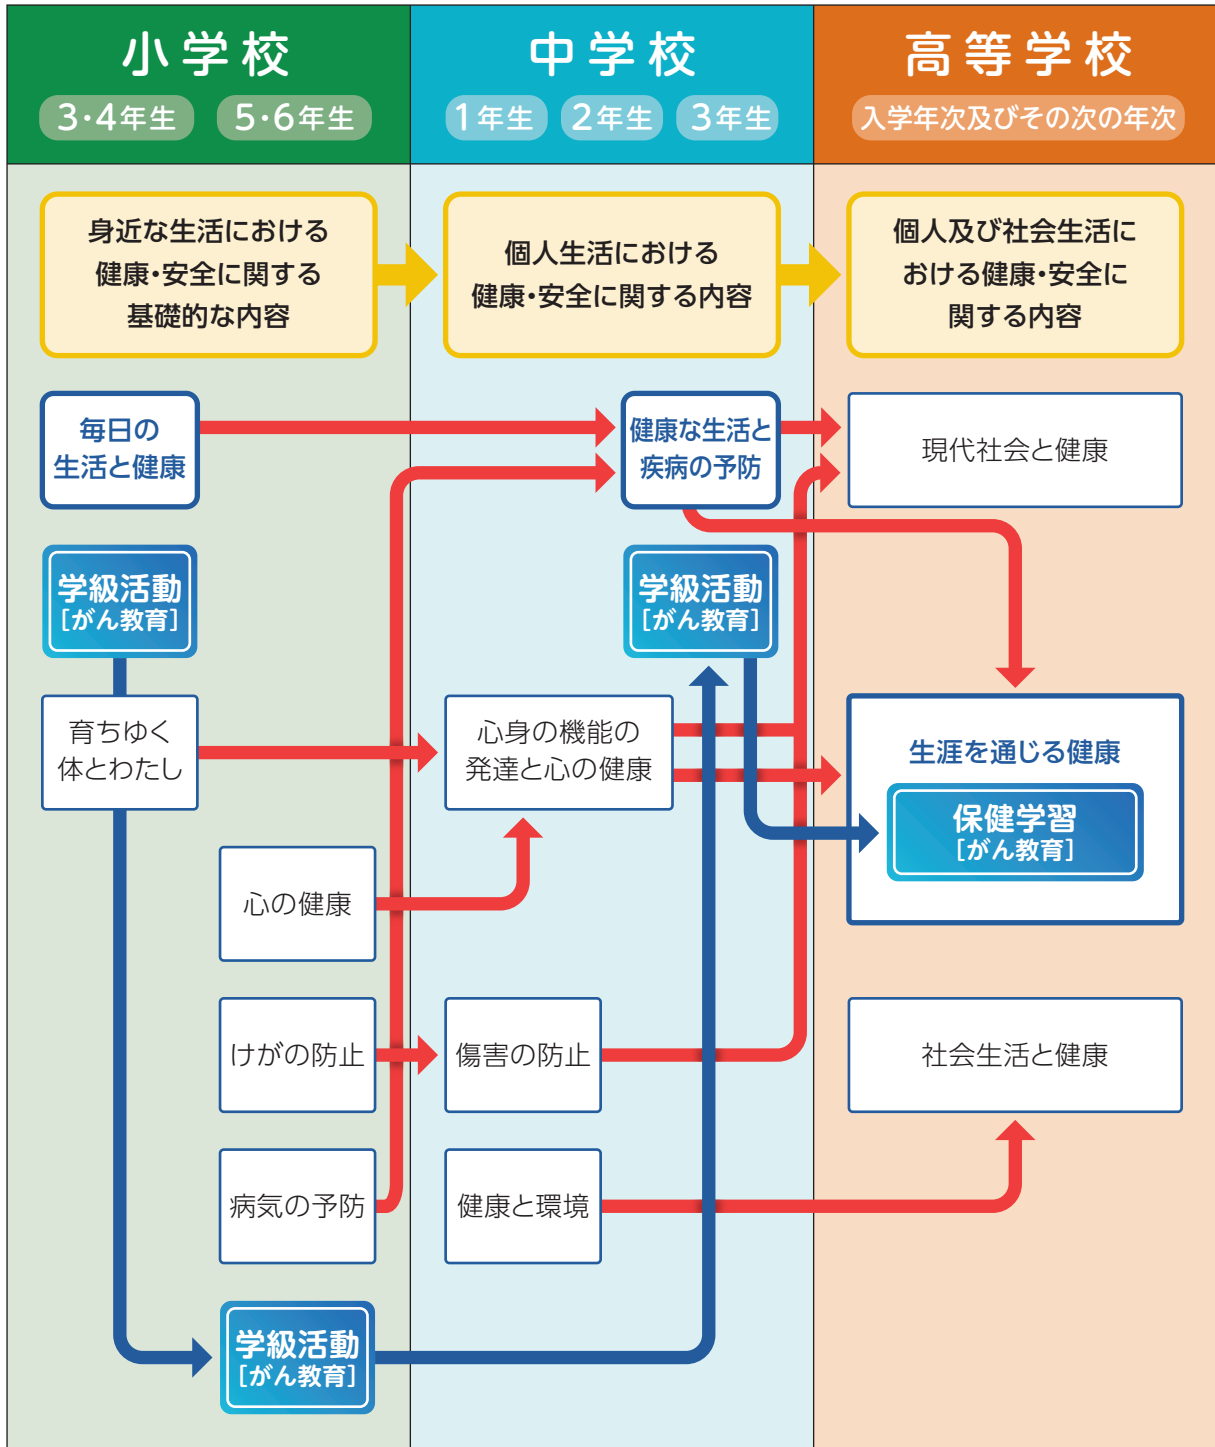 小学校
3・4年生
5・6年生
中学校
1年生
2年生
3年生
高等学校
入学年次及びその次の年次
身近な生活における
健康・安全に関する
基礎的な内容
個人生活における
健康・安全に関する内容
個人及び社会生活に
おける健康・安全に
関する内容
毎日の
生活と健康
健康な生活と
疾病の予防
現代社会と健康
学級活動
[がん教育]
学級活動
[がん教育]
育ちゆく
体とわたし
心身の機能の
発達と心の健康
生涯を通じる健康
保健学習
[がん教育]
心の健康
けがの防止
傷害の防止
社会生活と健康
病気の予防
健康と環境
学級活動
[がん教育]